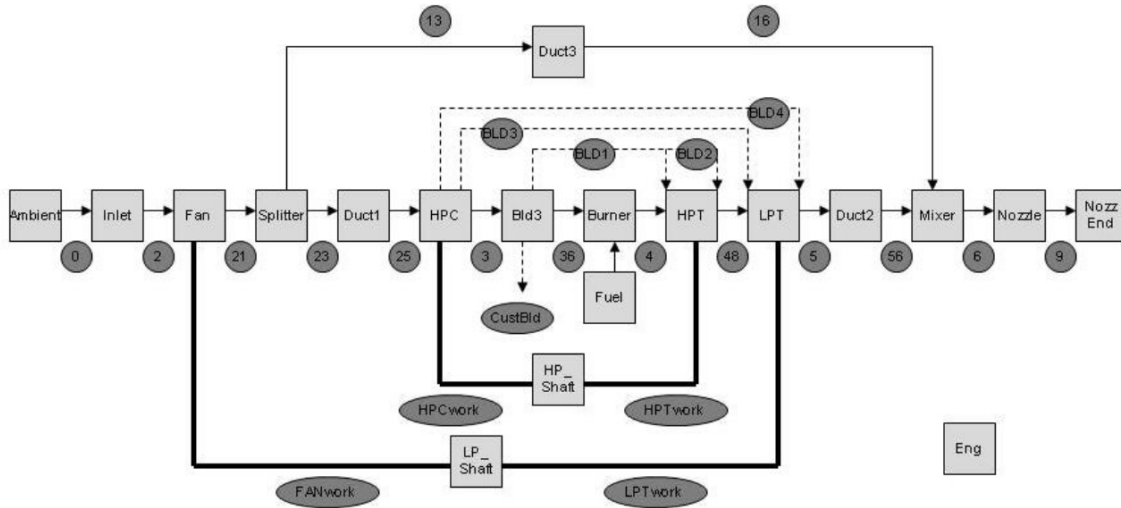 13
16
Duct3
BLD4
BLD3
BLD1
BLD2
Ambient
Inlet
Fan
Splitter
Duct1
HPC
Bld3
Burner
HPT
LPT
Duct2
Mixer
Nozzle
Nozz
End
0
2
21
23
25
3
36
4
48
5
56
6
9
Fuel
CustBld
HP_
Shaft
HPCwork
HPTwork
LP_
Shaft
Eng
FANwork
LPTwork